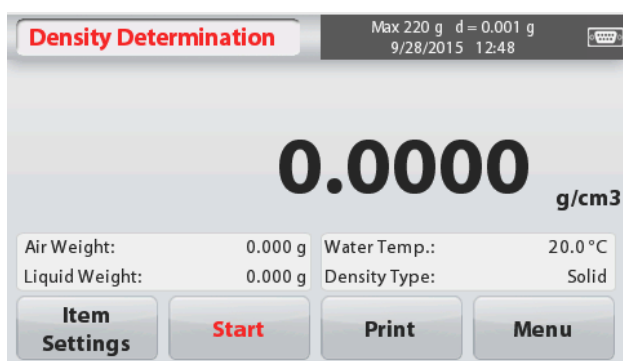 Density Determination
Max 220 g d = 0.001 g
9/28/2015 12:48
0.0000 g/cm3
Air Weight: 0.000 g Water Temp.: 20.0 °C
Liquid Weight: 0.000 g Density Type: Solid
Item
Settings
Start
Print
Menu